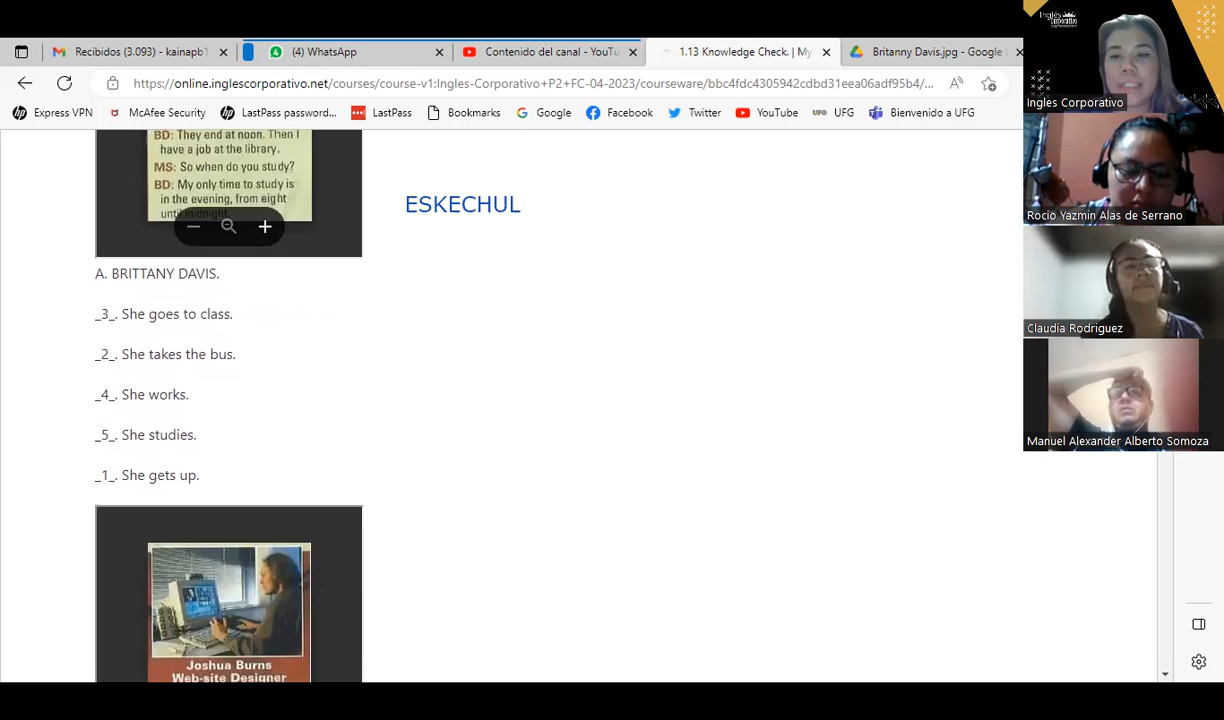 Recibidos (3.093) - kainapb1
(4) WhatsApp
Contenido del canal - YouTu
1.13 Knowledge Check. | My
Britanny Davis.jpg - Google
https://online.inglescorporativo.net/courses/course-v1:Ingles-Corporativo+P2+FC-04-2023/courseware/bbc4fdc4305942cdbd31eea06adf95b4/...
Express VPN
McAfee Security
LastPass password...
LastPass
Bookmarks
Google
Facebook
Twitter
YouTube
UFG
Bienvenido a UFG
BD: They end at noon. Then I
have a job at the library.
MS: So when do you study?
BD: My only time to study is
in the evening, from eight
until midnight.
ESKECHUL
A. BRITTANY DAVIS.
_3_. She goes to class.
_2_. She takes the bus.
_4_. She works.
_5_. She studies.
_1_. She gets up.
Joshua Burns
Web-site Designer
Inglés
Corporativo
Ingles Corporativo
Rocio Yazmin Alas de Serrano
Claudia Rodriguez
Manuel Alexander Alberto Somoza